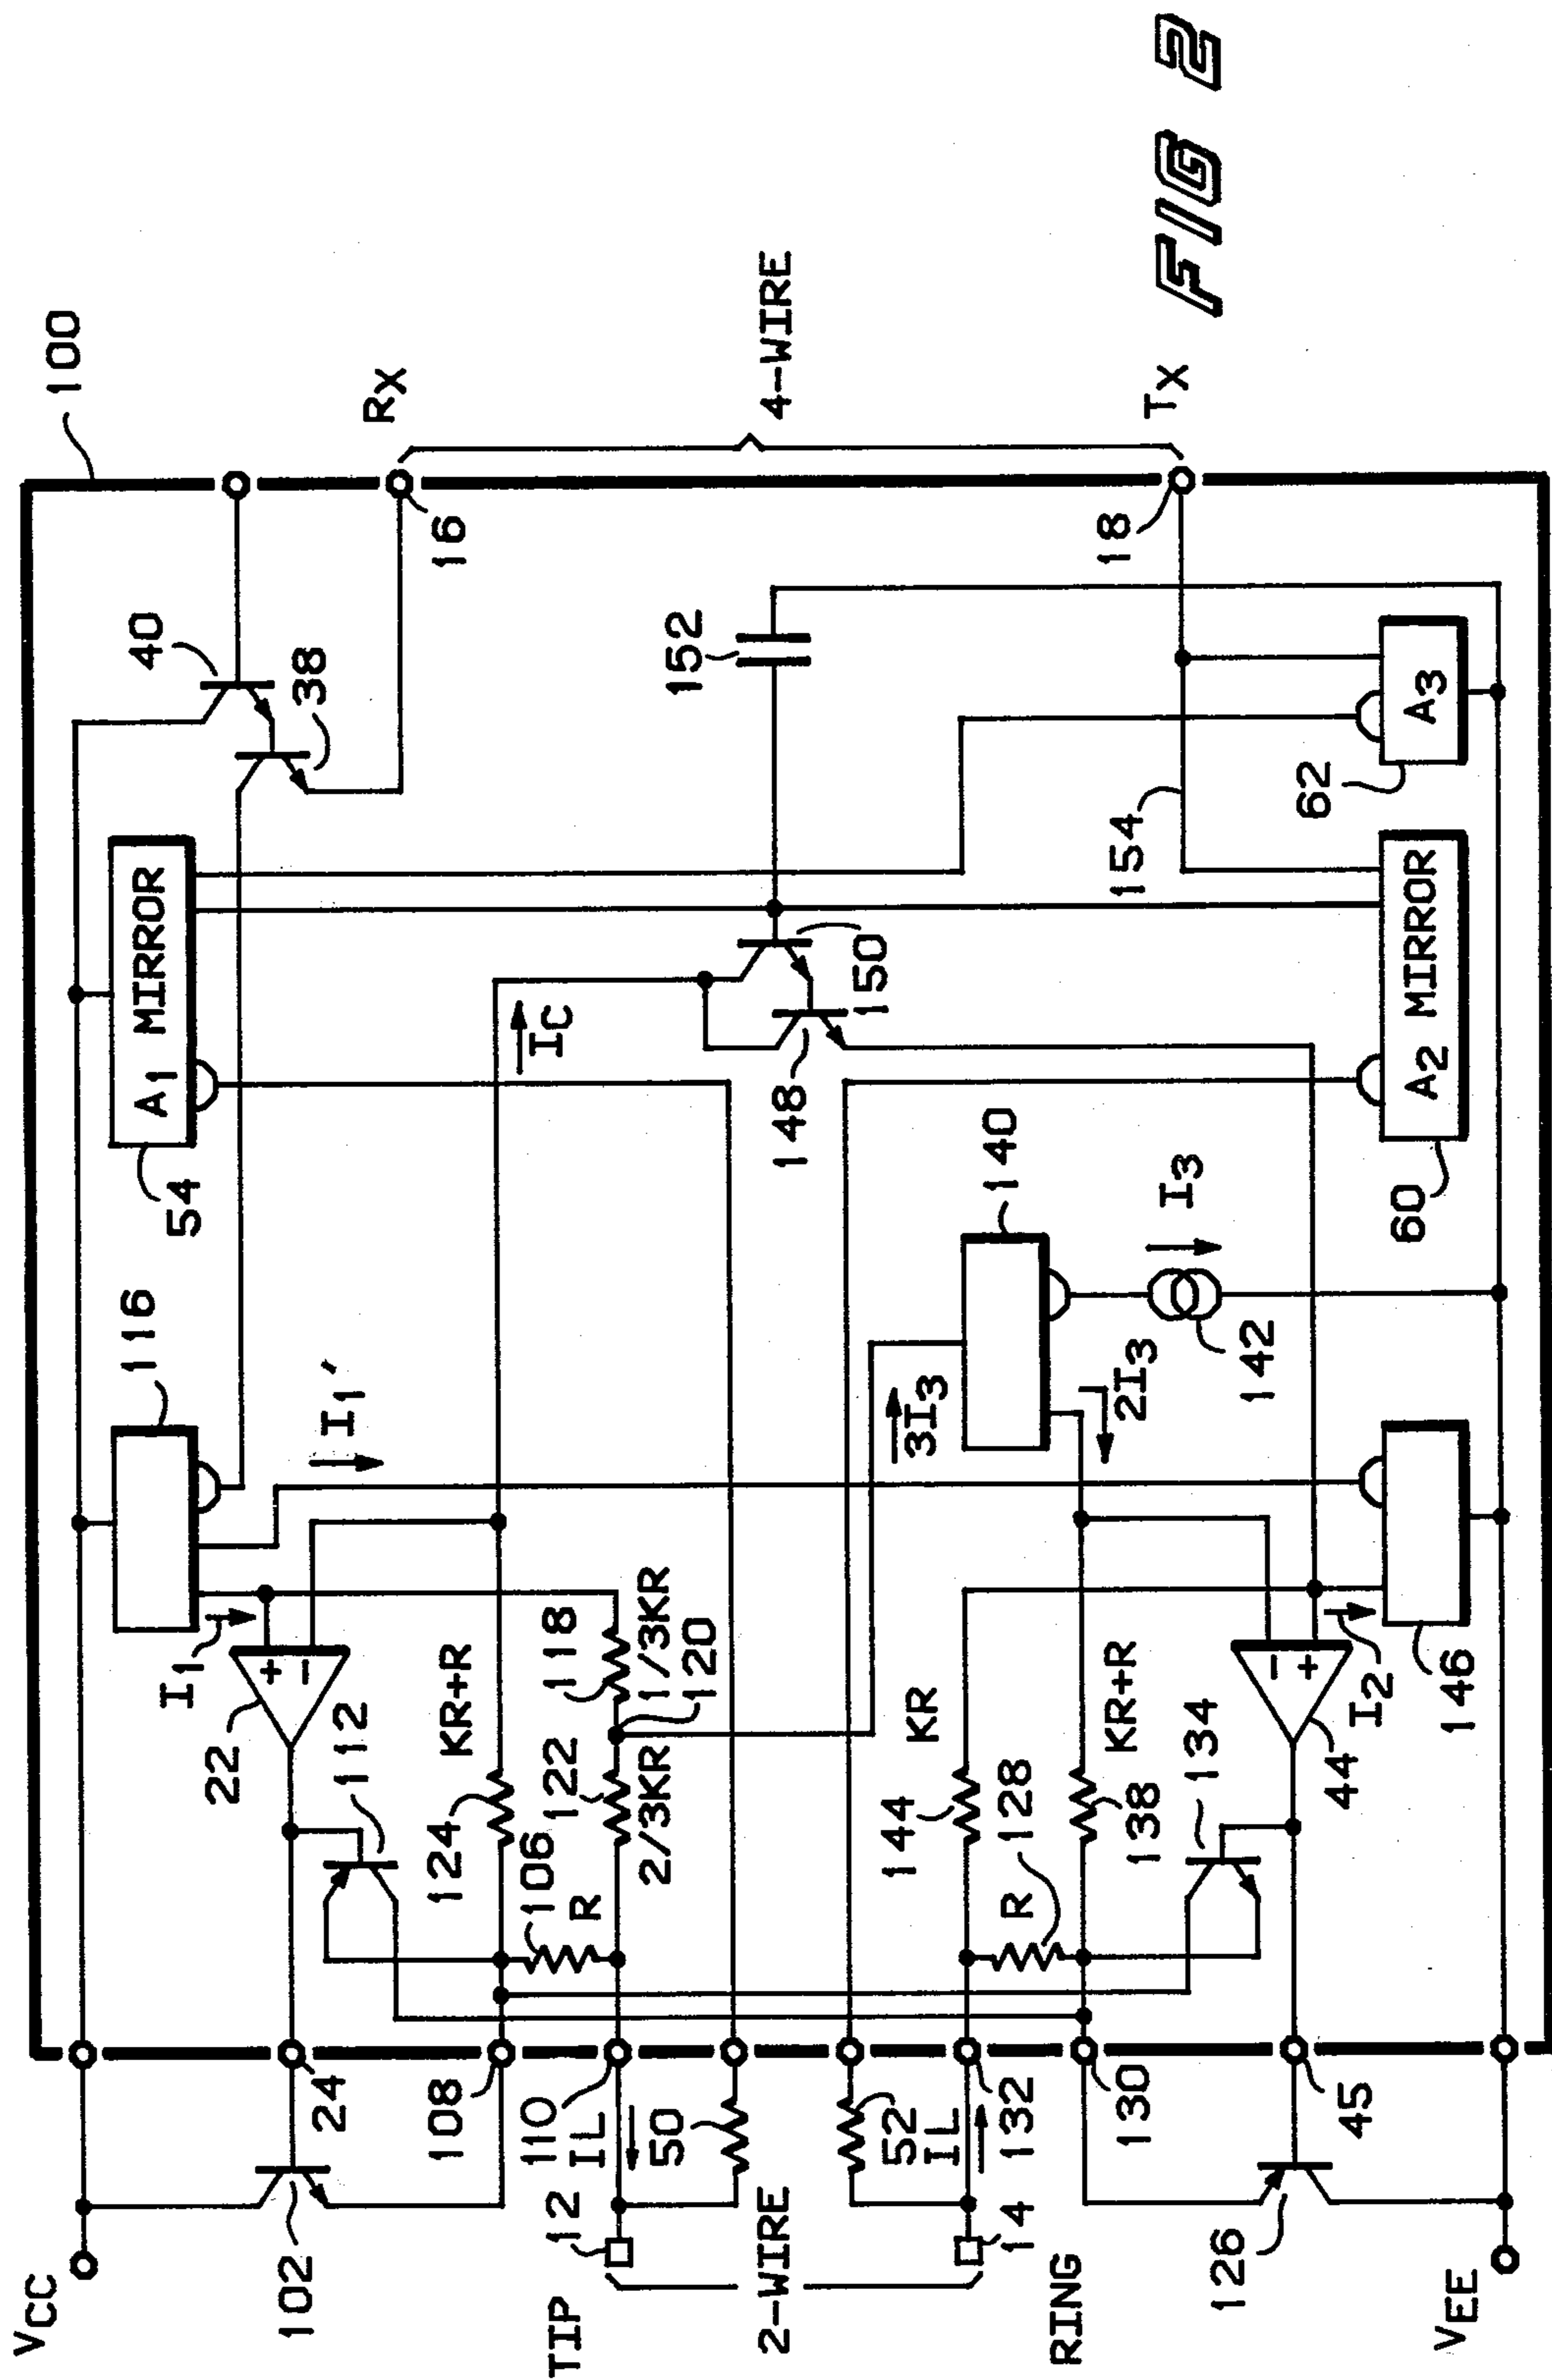 100
VCC
102
24
22
112
I1
116
I1'
54
A1 MIRROR
40
38
RX
16
108
124
KR+R
106
R
110
IL
122
2/3KR
118
1/3KR
120
IC
148
150
152
4-WIRE
TIP
12
50
2-WIRE
52
IL
132
14
RING
144
KR
128
R
138
KR+R
134
130
126
45
44
I2
146
3I3
2I3
140
142
I3
60
A2 MIRROR
154
62
A3
18
TX
VEE
FIG 2